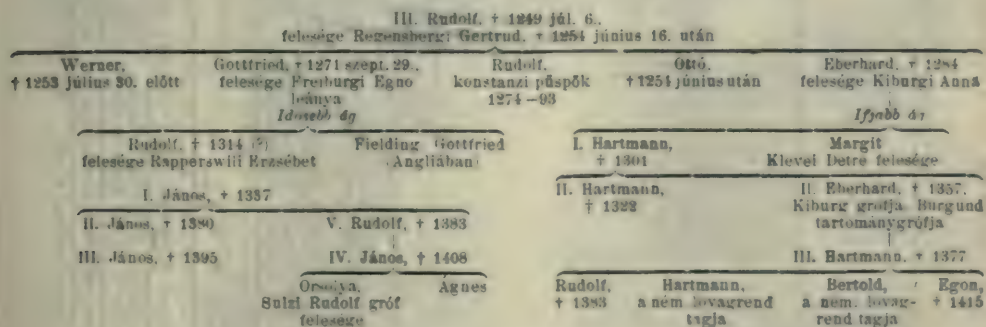 III. Rudolf, † 1249 júl. 6.,
felesége Regensbergi Gertrud, † 1254 június 16. után
Werner,
† 1253 július 30. előtt
Gottfried, † 1271 szept. 29.,
felesége Freiburgi Egno
leánya
Idősebb ág
Rudolf,
konstanzi püspök
1274–93
Ottó,
† 1254 június után
Eberhard, † 1284
felesége Kiburgi Anna
Ifjabb ág
Rudolf, † 1314 (?)
felesége Rapperswili Erzsébet
Fielding Gottfried
Angliában
I. Hartmann,
† 1301
Margit
Klevei Detre felesége
I. János, † 1337
II. Hartmann,
† 1322
II. Eberhard, † 1357,
Kiburg grófja Burgund
tartománygrófja
II. János, † 1380
V. Rudolf, † 1383
III. János, † 1395
IV. János, † 1408
III. Hartmann, † 1377
Orsolya,
Sulzi Rudolf gróf
felesége
Ágnes
Rudolf,
† 1383
Hartmann,
a ném lovagrend
tagja
Bertold,
a ném. lovag-
rend tagja
Egon,
† 1415